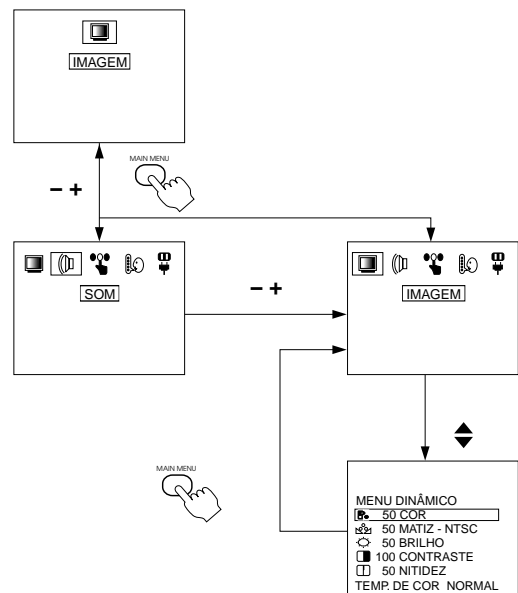 IMAGEM
MAIN MENU
– +
SOM
– +
IMAGEM
MAIN MENU
MENU DINÂMICO
50 COR
50 MATIZ - NTSC
50 BRILHO
100 CONTRASTE
50 NITIDEZ
TEMP. DE COR NORMAL